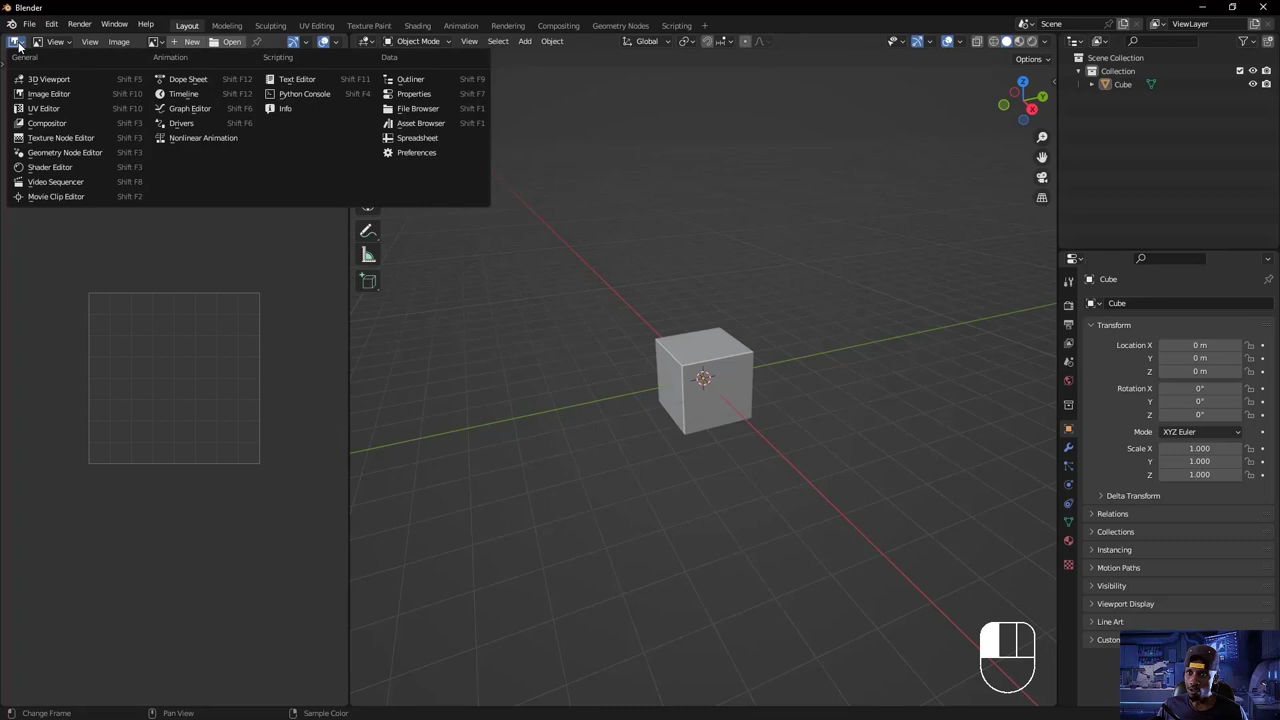 Blender
File Edit Render Window Help Layout Modeling Sculpting UV Editing Texture Paint Shading Animation Rendering Compositing Geometry Nodes Scripting + Scene ViewLayer
View View Image New Open Object Mode View Select Add Object Global
Options
General Animation Scripting Data
3D Viewport Shift F5 Dope Sheet Shift F12 Text Editor Shift F11 Outliner Shift F9
Image Editor Shift F10 Timeline Shift F12 Python Console Shift F4 Properties Shift F7
UV Editor Shift F10 Graph Editor Shift F6 Info File Browser Shift F1
Compositor Shift F3 Drivers Shift F6 Asset Browser Shift F1
Texture Node Editor Shift F3 Nonlinear Animation Spreadsheet
Geometry Node Editor Shift F3 Preferences
Shader Editor Shift F3
Video Sequencer Shift F8
Movie Clip Editor Shift F2
Z
Y
X
Scene Collection
Collection
Cube
Cube
Cube
Transform
Location X 0 m
Y 0 m
Z 0 m
Rotation X 0°
Y 0°
Z 0°
Mode XYZ Euler
Scale X 1.000
Y 1.000
Z 1.000
Delta Transform
Relations
Collections
Instancing
Motion Paths
Visibility
Viewport Display
Line Art
Custom
Change Frame Pan View Sample Color